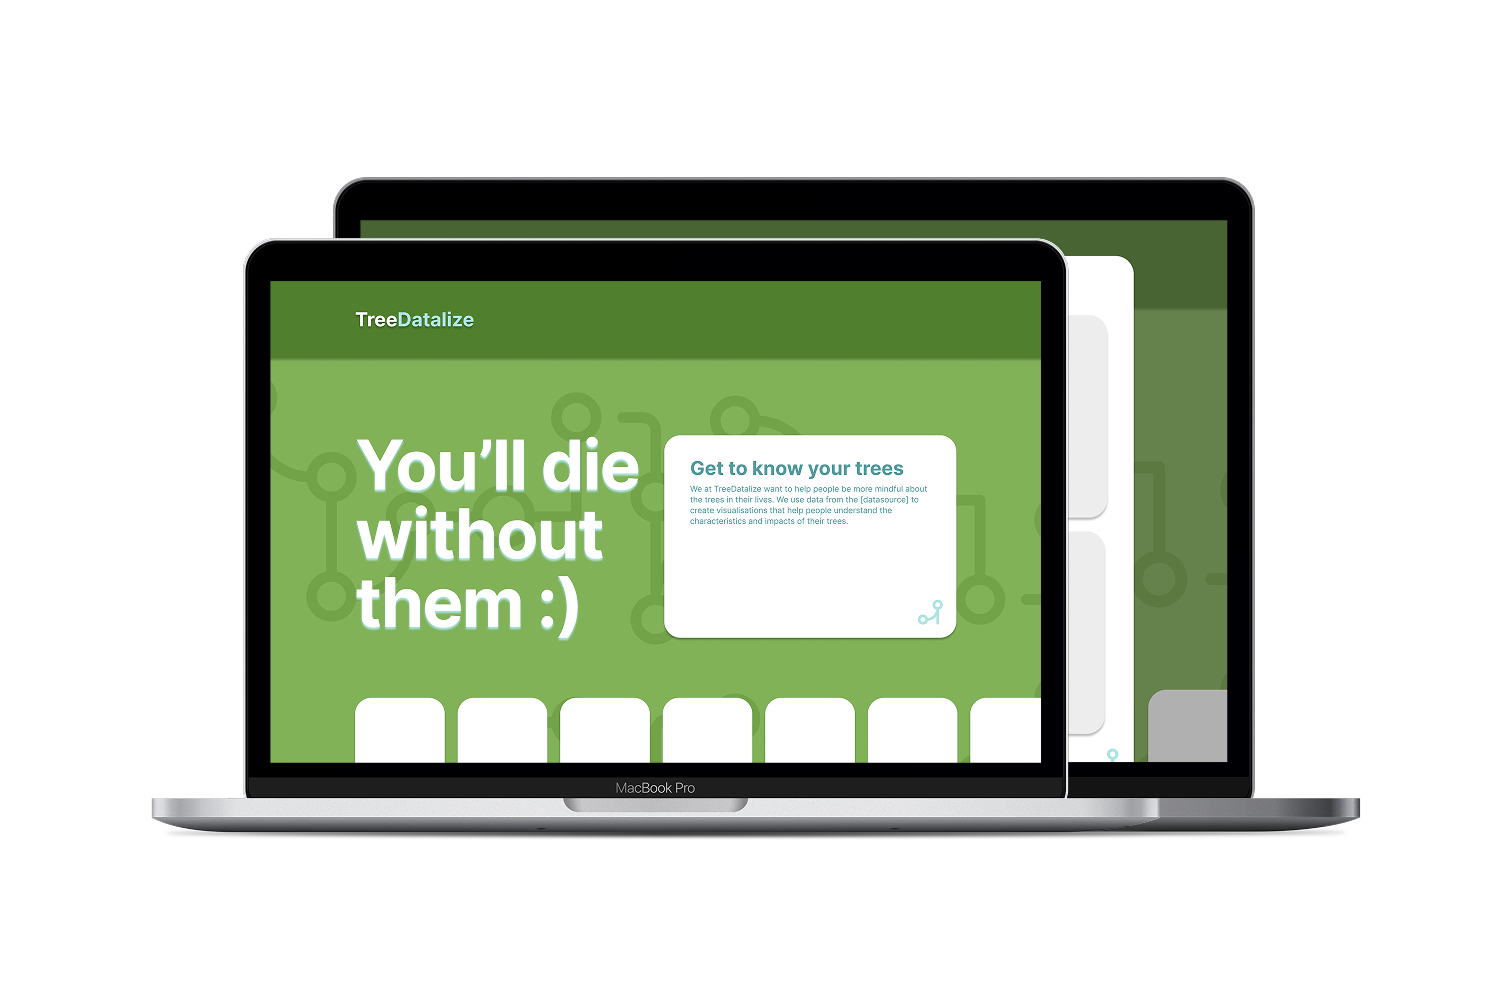 TreeDatalize
You’ll die
without
them :)
Get to know your trees
We at TreeDatalize want to help people be more mindful about
the trees in their lives. We use data from the [datasource] to
create visualisations that help people understand the
characteristics and impacts of their trees.
MacBook Pro